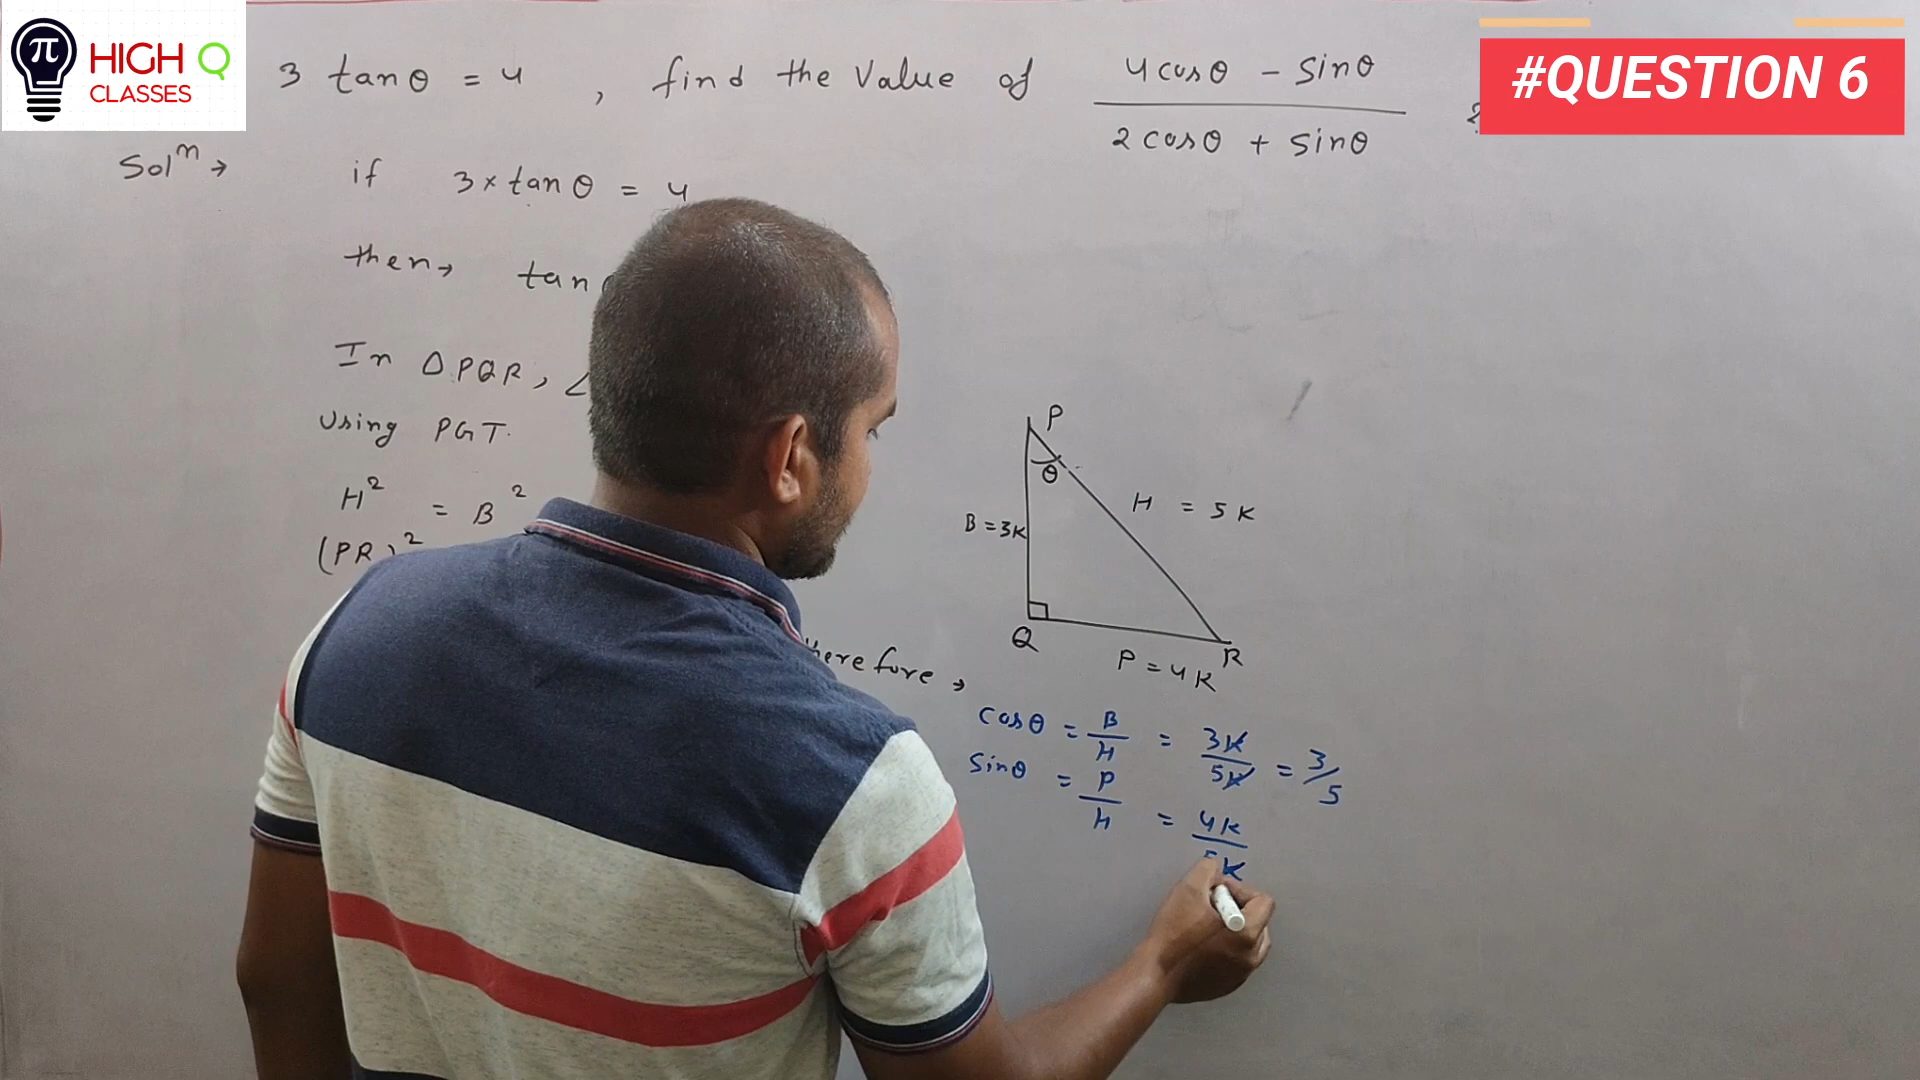 π HIGH Q
CLASSES
#QUESTION 6
3 tanθ = 4 , find the Value of (4cosθ - sinθ)/(2cosθ + sinθ) ?
Solⁿ → if 3 × tanθ = 4
then → tan
In △PQR, ∠
Using PGT.
H² = B²
(PR)²
P
θ
H = 5K
B = 3K
Q
R
P = 4K
therefore →
cosθ = B/H = 3K/5K = 3/5
sinθ = P/H = 4K/5K